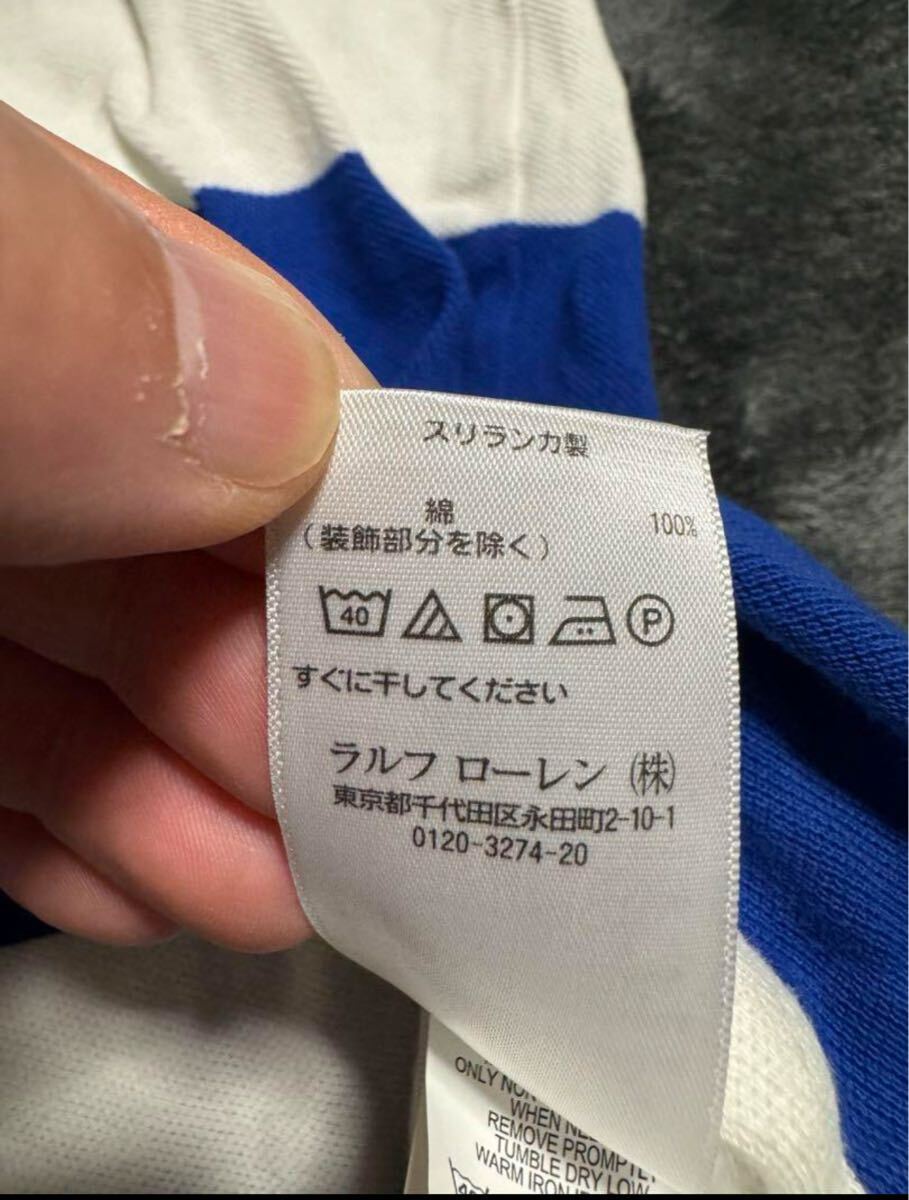 スリランカ製
綿 100%
(装飾部分を除く)
40 P
すぐに干してください
ラルフ ローレン (株)
東京都千代田区永田町2-10-1
0120-3274-20
ONLY
WHEN
REMOVE
TUMBLE DRY LOW
WARM IRON